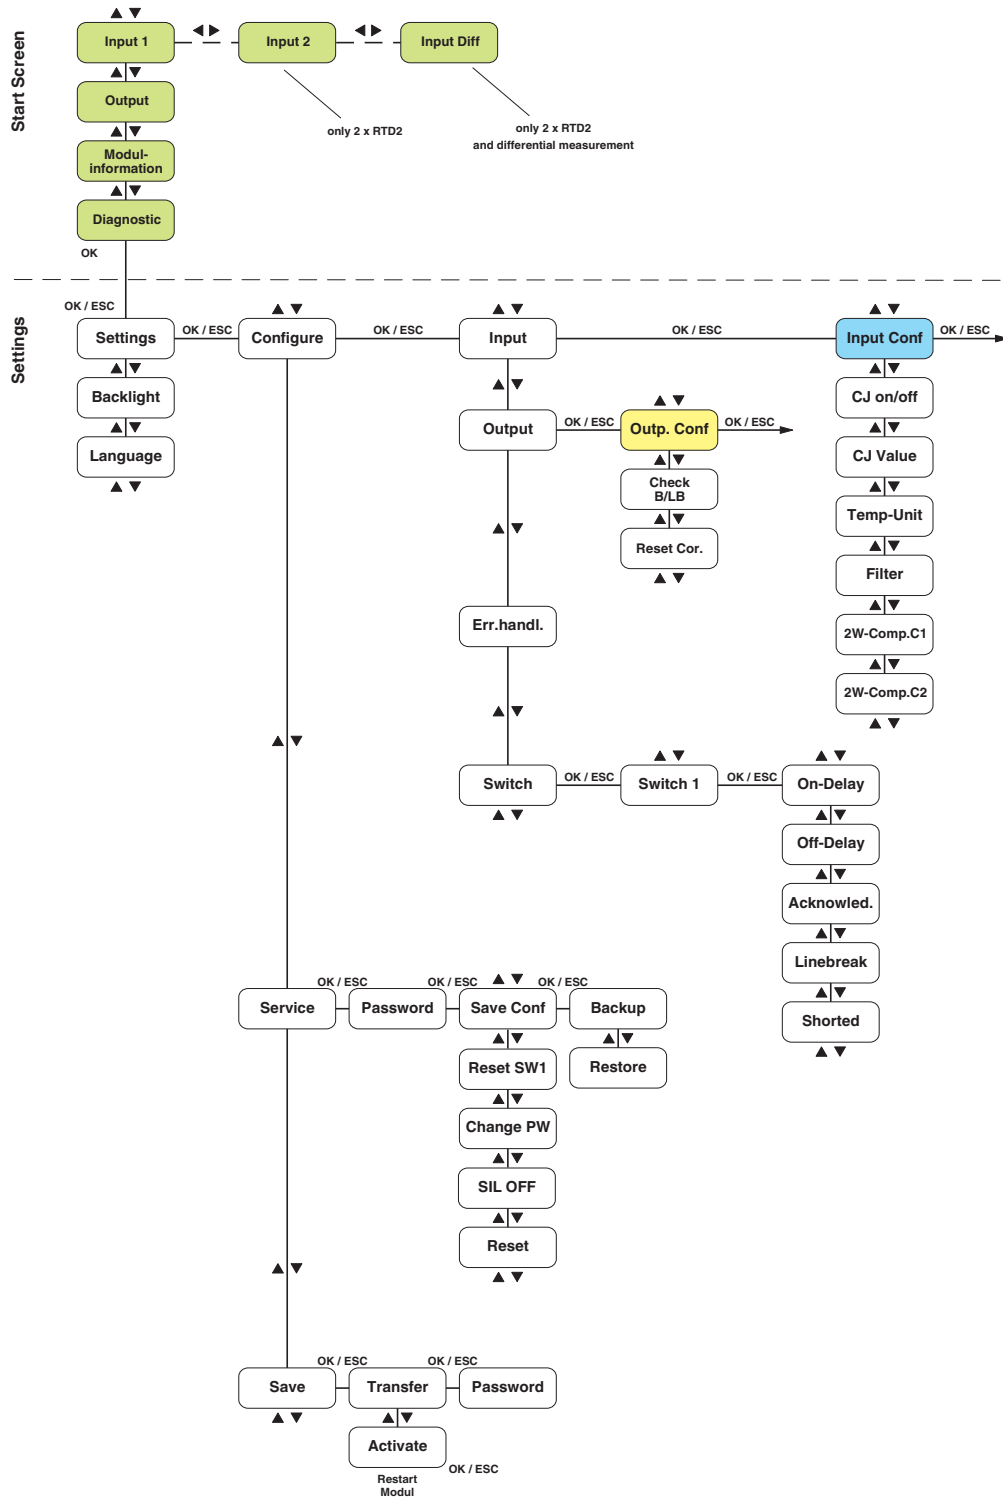 Start Screen
Input 1
Input 2
Input Diff
only 2 x RTD2
only 2 x RTD2
and differential measurement
Output
Modul-
information
Diagnostic
OK
Settings
OK / ESC
Settings
OK / ESC
Configure
OK / ESC
Input
OK / ESC
Input Conf
OK / ESC
Backlight
Language
Output
OK / ESC
Outp. Conf
OK / ESC
Check
B/LB
Reset Cor.
CJ on/off
CJ Value
Temp-Unit
Filter
2W-Comp.C1
2W-Comp.C2
Err.handl.
Switch
OK / ESC
Switch 1
OK / ESC
On-Delay
Off-Delay
Acknowled.
Linebreak
Shorted
Service
OK / ESC
Password
OK / ESC
Save Conf
OK / ESC
Backup
Restore
Reset SW1
Change PW
SIL OFF
Reset
Save
OK / ESC
Transfer
OK / ESC
Password
Activate
OK / ESC
Restart
Modul